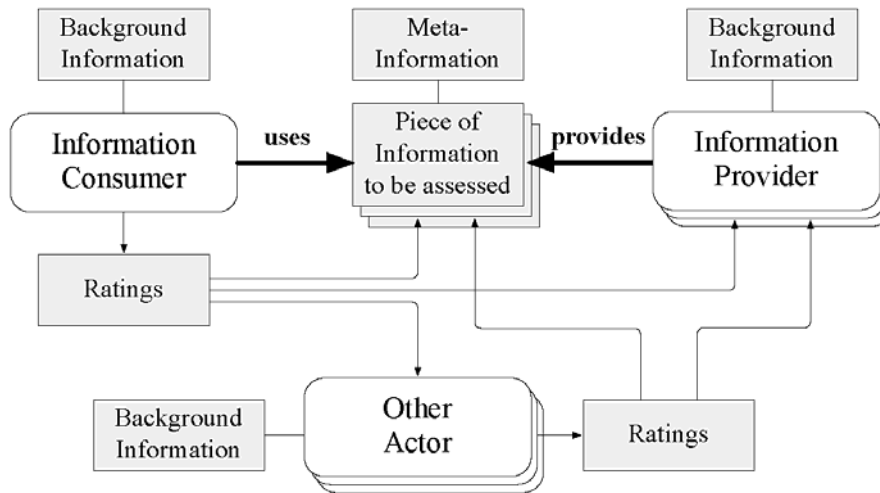 Background
Information
Meta-
Information
Background
Information
Information
Consumer
uses
Piece of
Information
to be assessed
provides
Information
Provider
Ratings
Background
Information
Other
Actor
Ratings